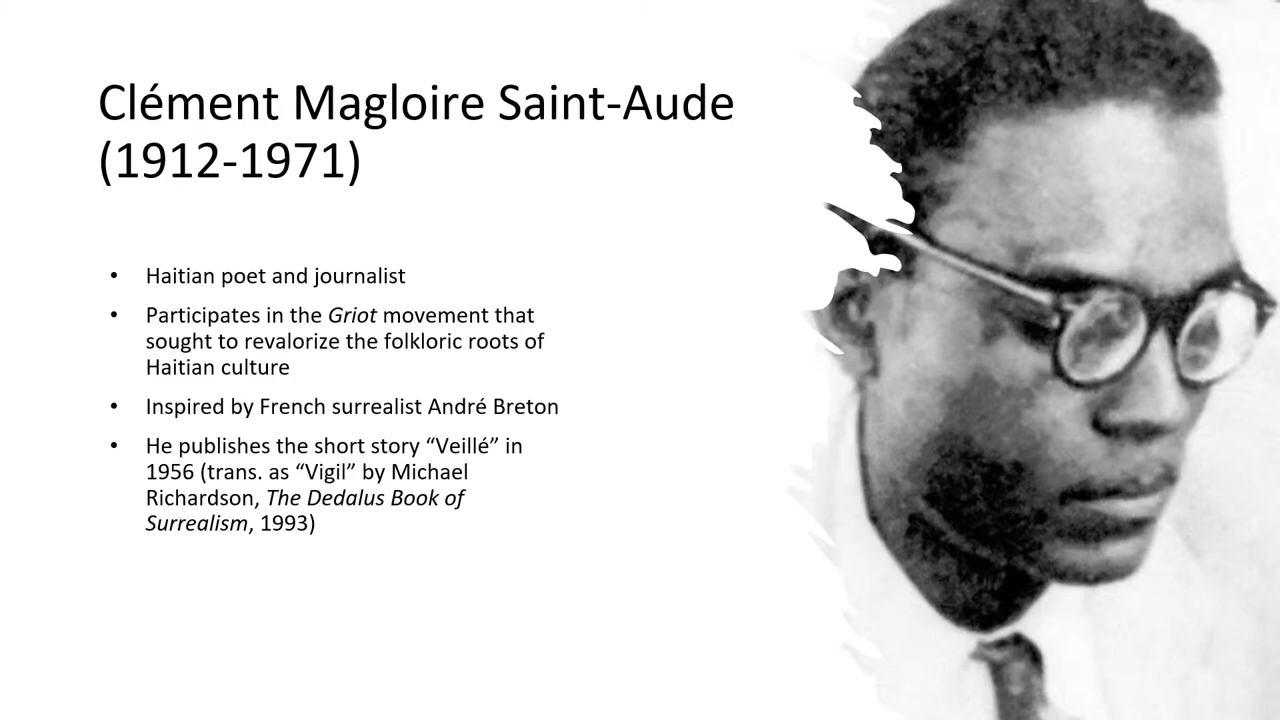 Clément Magloire Saint-Aude
(1912-1971)
• Haitian poet and journalist
• Participates in the Griot movement that
sought to revalorize the folkloric roots of
Haitian culture
• Inspired by French surrealist André Breton
• He publishes the short story “Veillé” in
1956 (trans. as “Vigil” by Michael
Richardson, The Dedalus Book of
Surrealism, 1993)